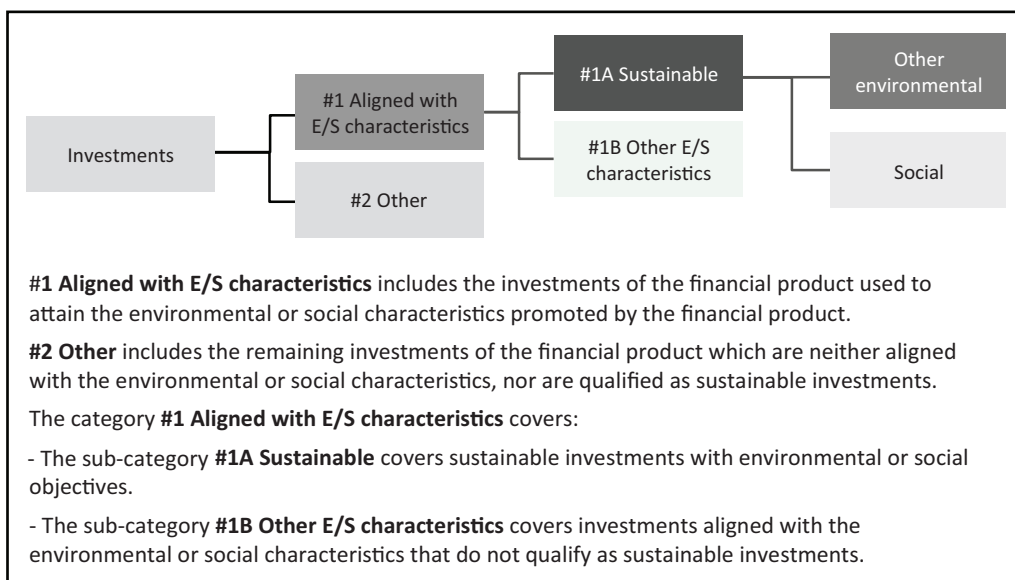 Investments
#1 Aligned with
E/S characteristics
#2 Other
#1A Sustainable
#1B Other E/S
characteristics
Other
environmental
Social
#1 Aligned with E/S characteristics includes the investments of the financial product used to
attain the environmental or social characteristics promoted by the financial product.
#2 Other includes the remaining investments of the financial product which are neither aligned
with the environmental or social characteristics, nor are qualified as sustainable investments.
The category #1 Aligned with E/S characteristics covers:
- The sub-category #1A Sustainable covers sustainable investments with environmental or social
objectives.
- The sub-category #1B Other E/S characteristics covers investments aligned with the
environmental or social characteristics that do not qualify as sustainable investments.